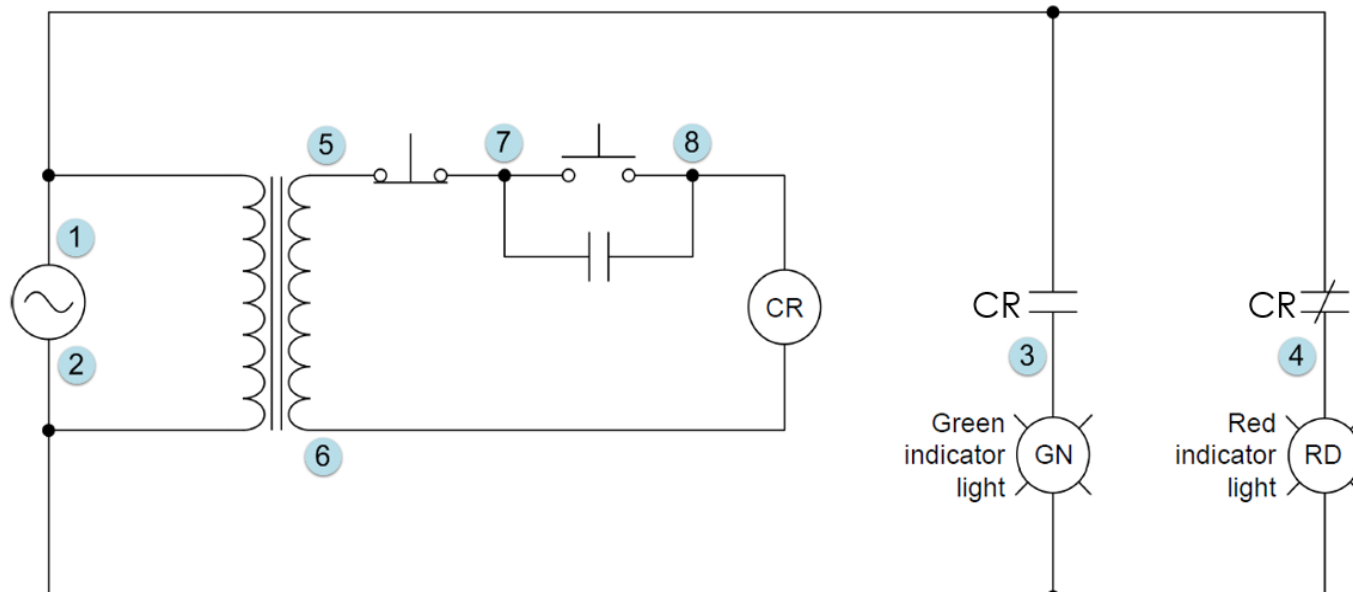 5
7
8
1
CR
CR
CR
2
3
4
Green
indicator
light
GN
Red
indicator
light
RD
6